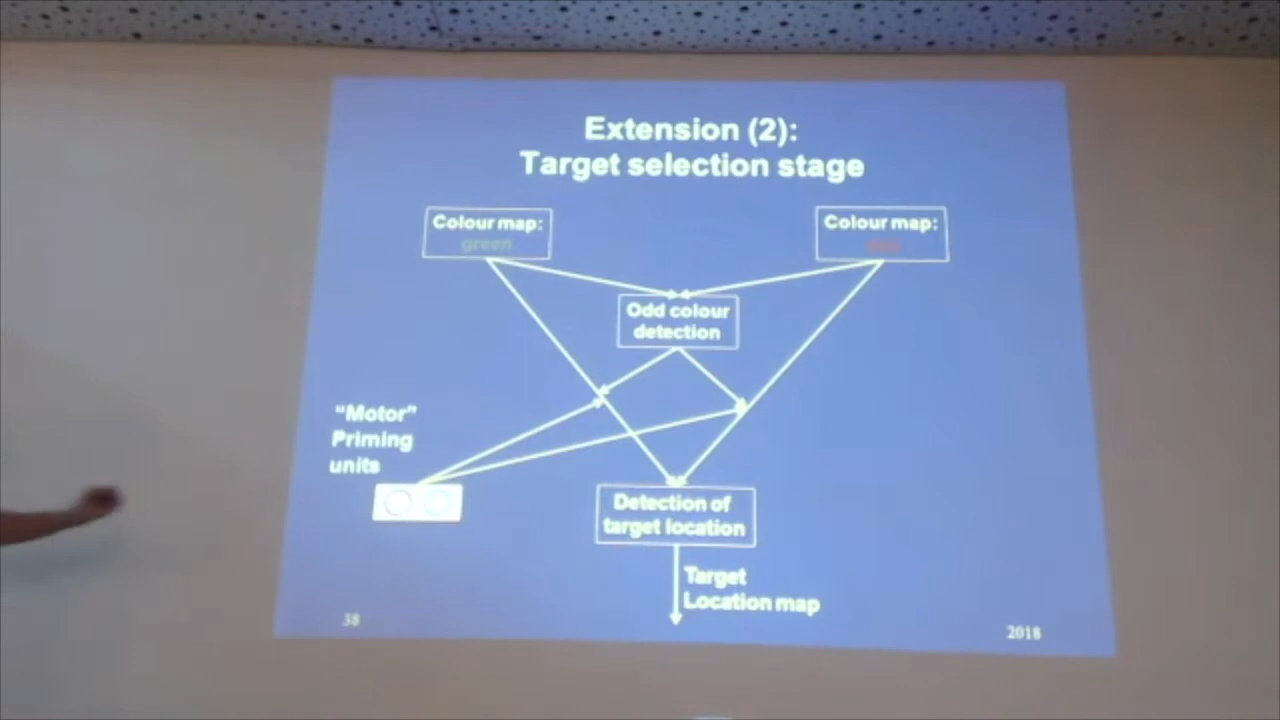 Extension (2):
Target selection stage
Colour map:
green
Colour map:
red
Odd colour
detection
“Motor”
Priming
units
Detection of
target location
Target
Location map
38
2018